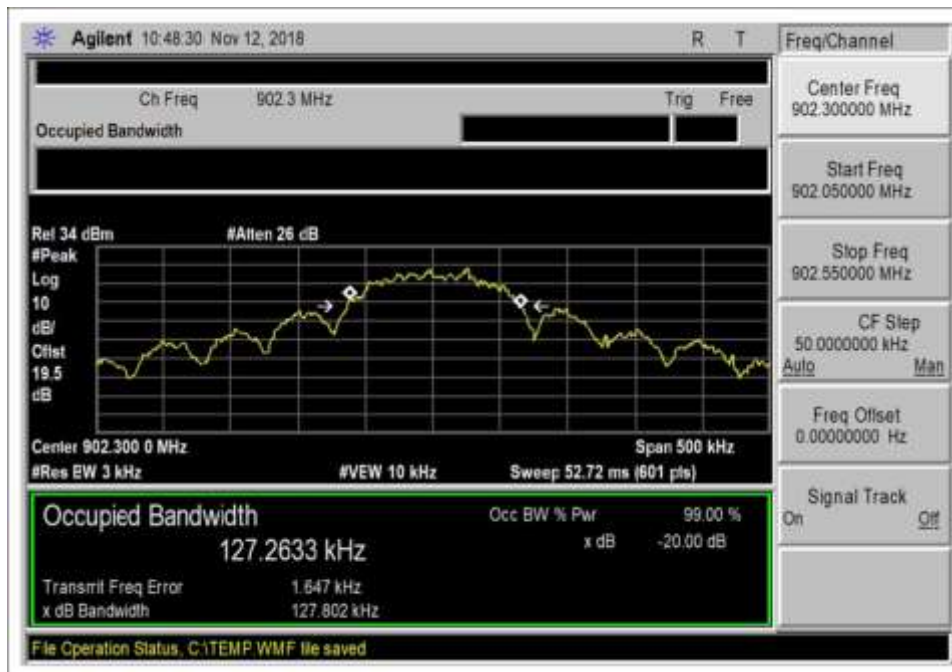 Agilent 10:48:30 Nov 12, 2018 R T
Freq/Channel
Ch Freq 902.3 MHz Trig Free
Occupied Bandwidth
Center Freq
902.300000 MHz
Start Freq
902.050000 MHz
Stop Freq
902.550000 MHz
CF Step
50.0000000 kHz
Auto Man
Freq Offset
0.00000000 Hz
Signal Track
On Off
Ref 34 dBm #Atten 26 dB
#Peak
Log
10
dB/
Offst
19.5
dB
Center 902.300 0 MHz Span 500 kHz
#Res BW 3 kHz #VBW 10 kHz Sweep 52.72 ms (601 pts)
Occupied Bandwidth
127.2633 kHz
Occ BW % Pwr 99.00 %
x dB -20.00 dB
Transmit Freq Error 1.647 kHz
x dB Bandwidth 127.802 kHz
File Operation Status, C:\TEMP.WMF file saved